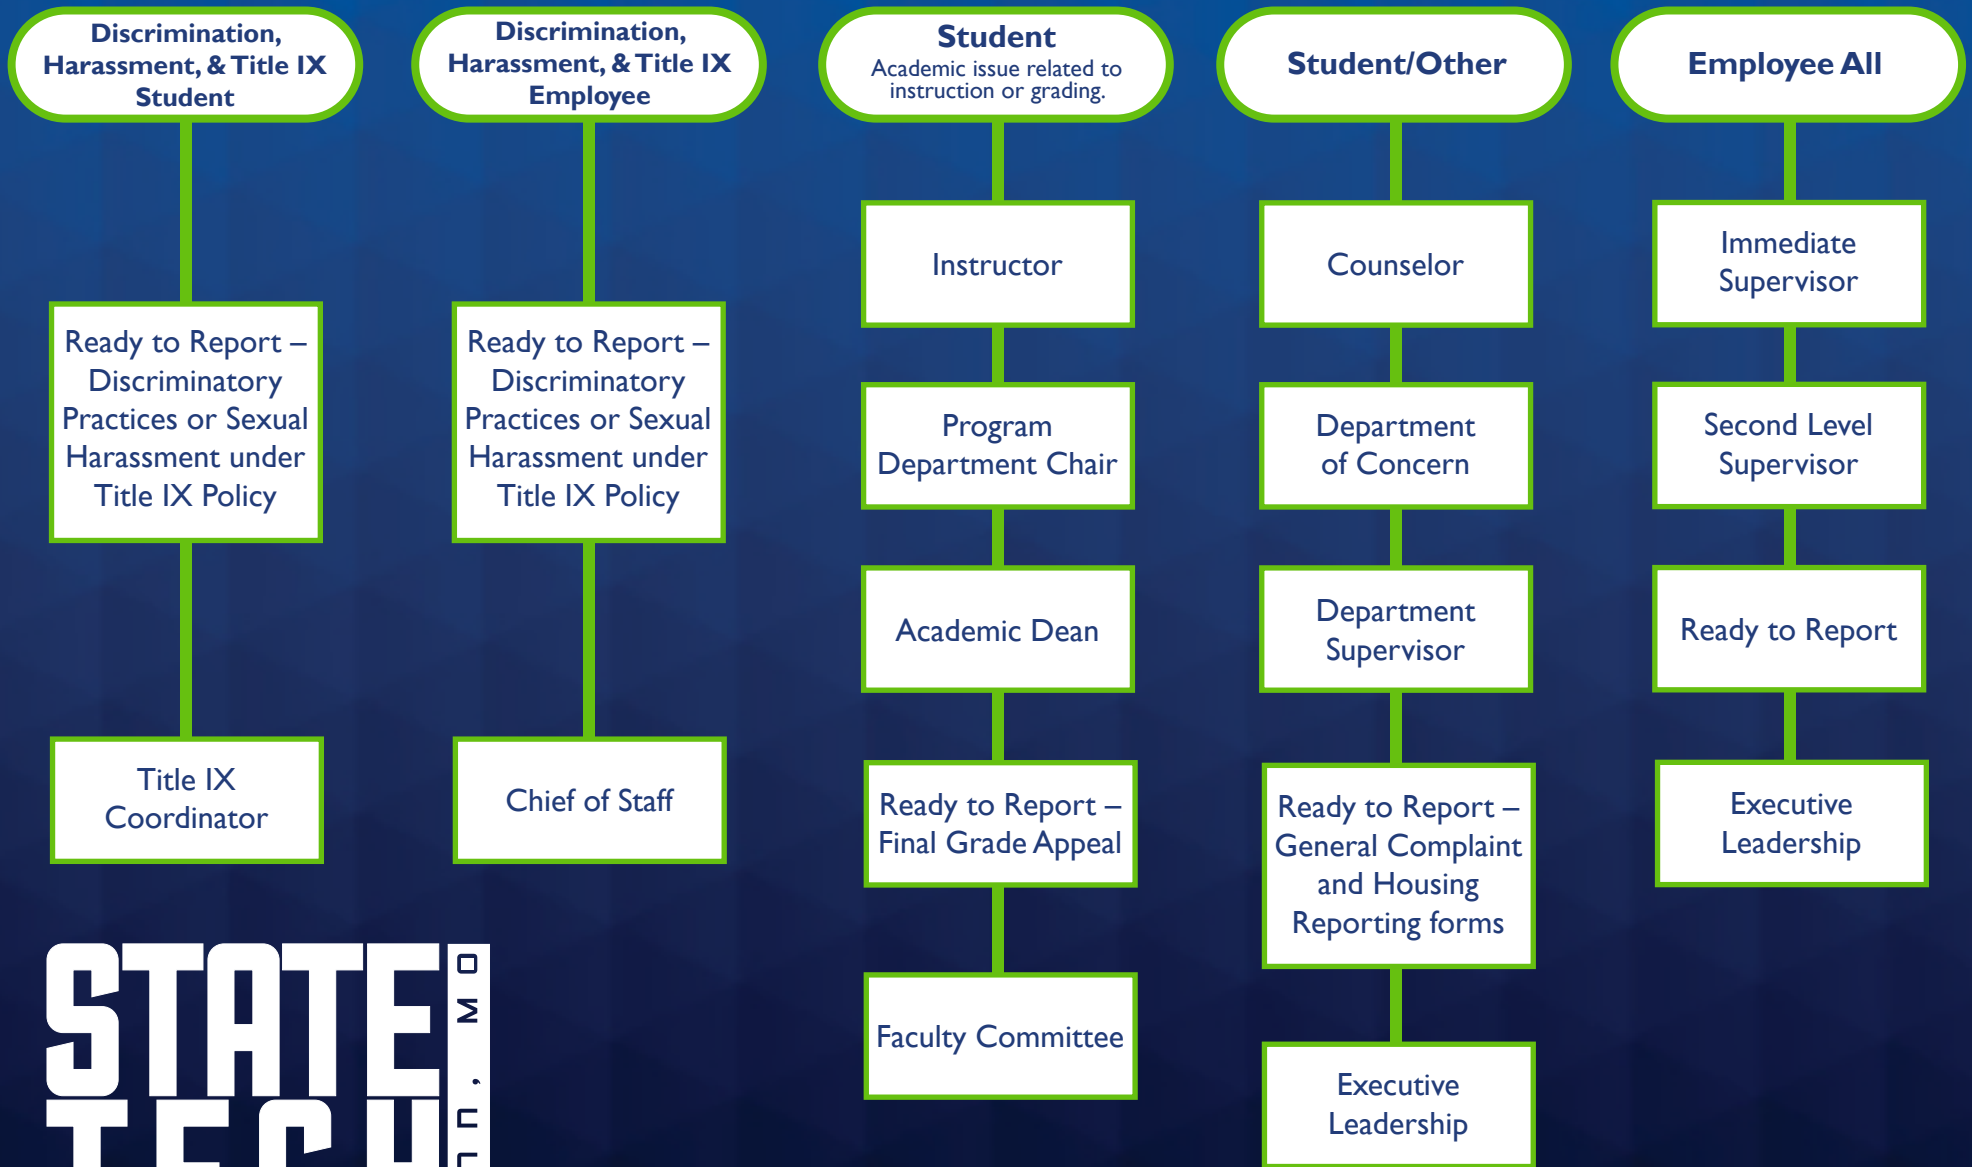 Discrimination,
Harassment, & Title IX
Student
Ready to Report –
Discriminatory
Practices or Sexual
Harassment under
Title IX Policy
Title IX
Coordinator
Discrimination,
Harassment, & Title IX
Employee
Ready to Report –
Discriminatory
Practices or Sexual
Harassment under
Title IX Policy
Chief of Staff
Student
Academic issue related to
instruction or grading.
Instructor
Program
Department Chair
Academic Dean
Ready to Report –
Final Grade Appeal
Faculty Committee
Student/Other
Counselor
Department
of Concern
Department
Supervisor
Ready to Report –
General Complaint
and Housing
Reporting forms
Executive
Leadership
Employee All
Immediate
Supervisor
Second Level
Supervisor
Ready to Report
Executive
Leadership
STATE
TECH
MO